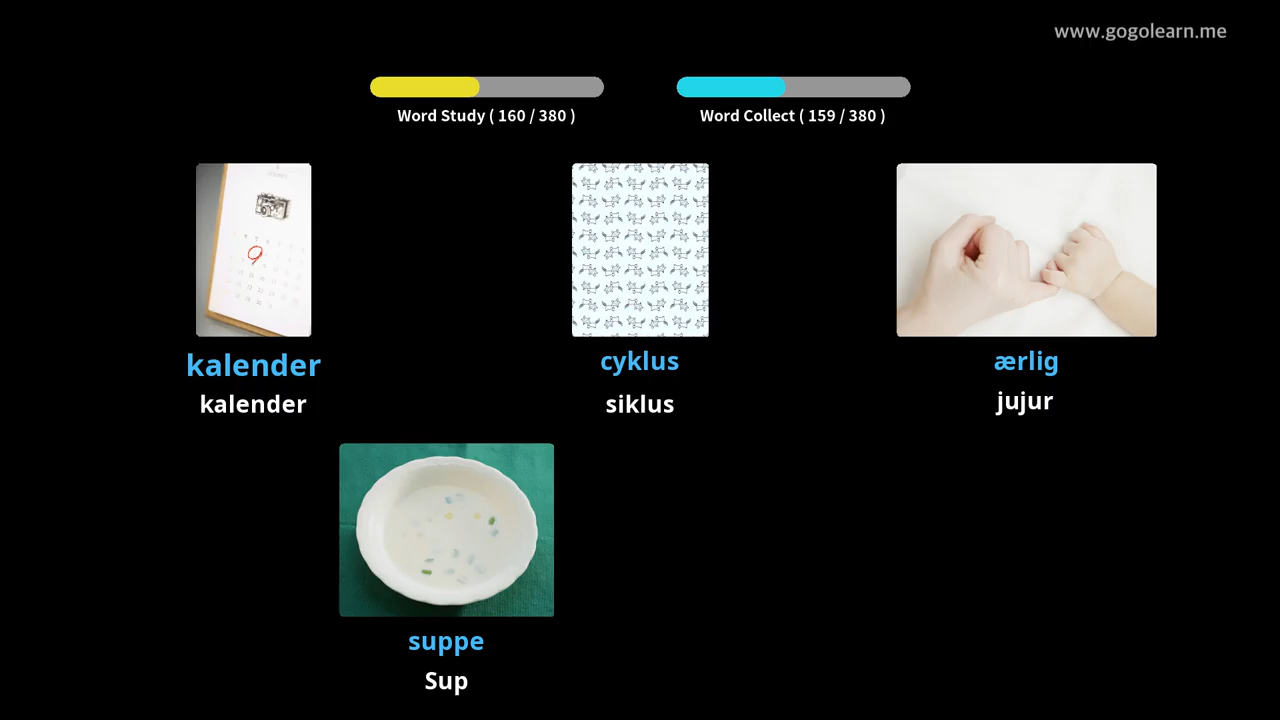 www.gogolearn.me
Word Study ( 160 / 380 )
Word Collect ( 159 / 380 )
kalender
kalender
cyklus
siklus
ærlig
jujur
suppe
Sup